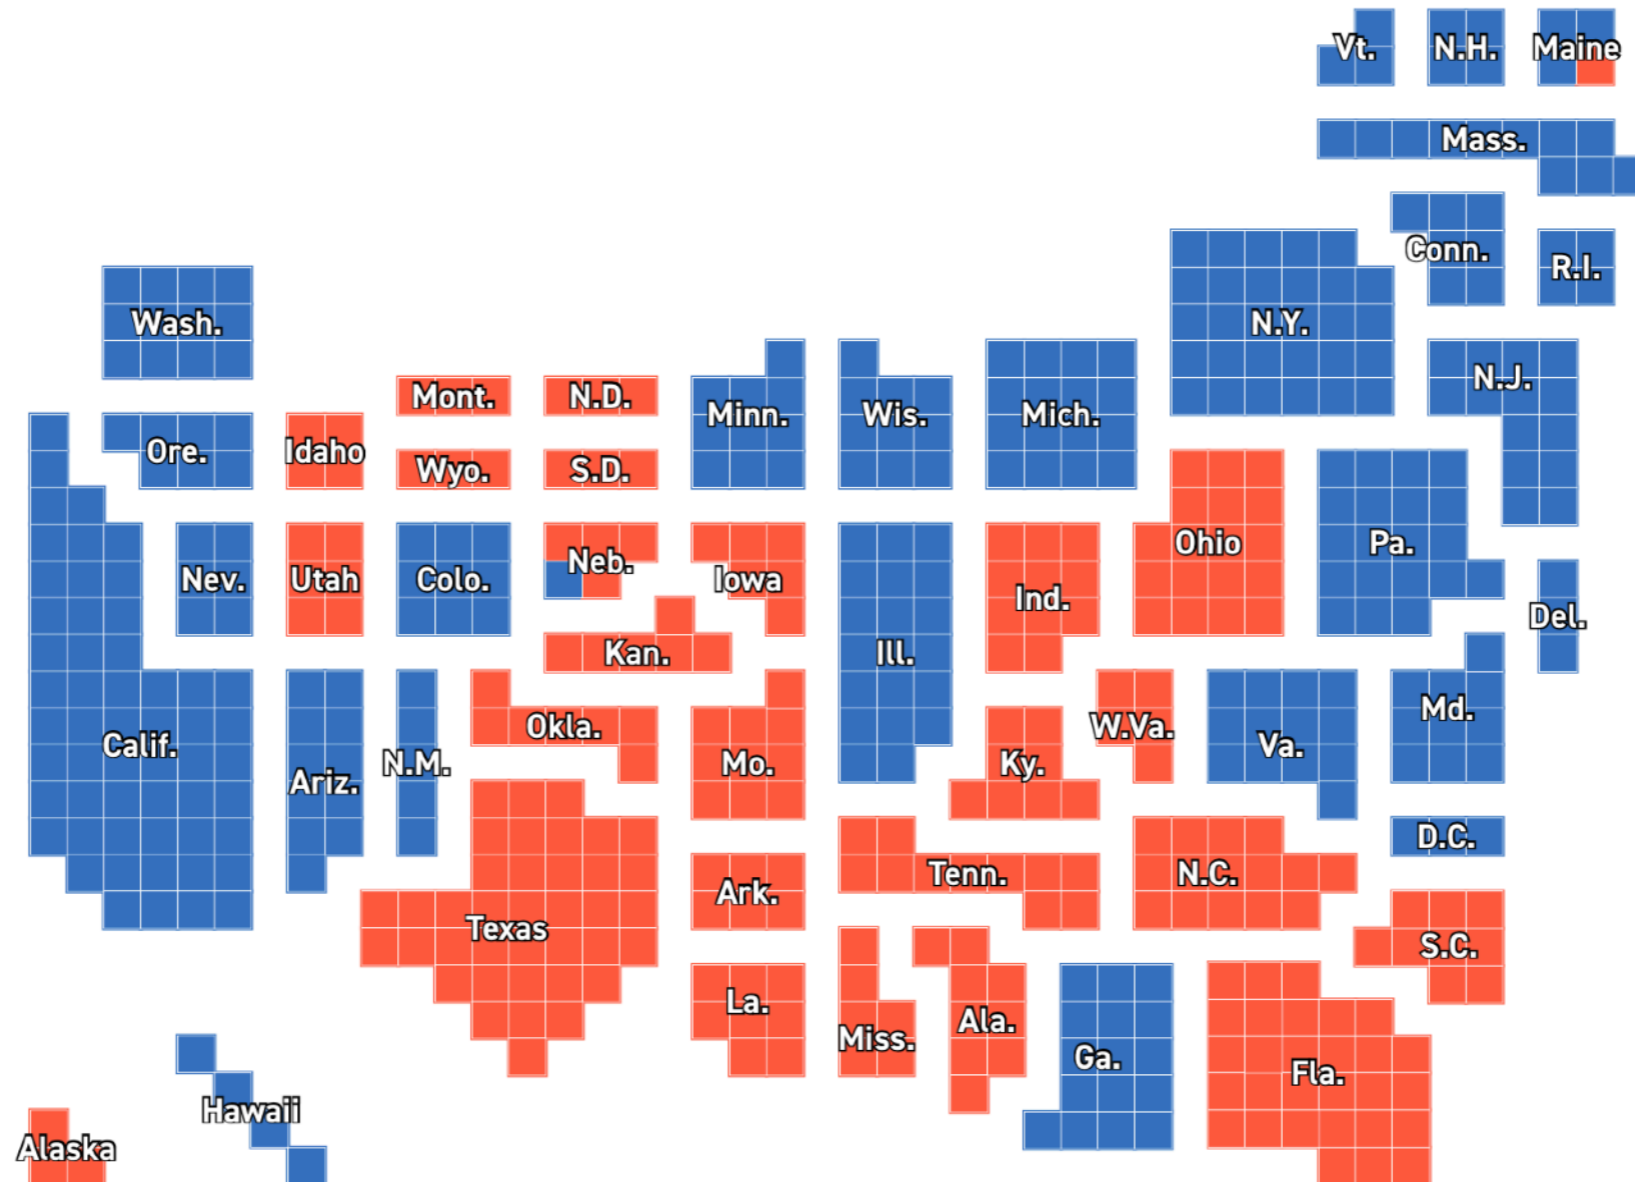 Vt.
N.H.
Maine
Mass.
Conn.
R.I.
Wash.
N.Y.
N.J.
Mont.
N.D.
Minn.
Wis.
Mich.
Ore.
Idaho
Wyo.
S.D.
Ohio
Pa.
Nev.
Utah
Colo.
Neb.
Iowa
Ind.
Del.
Kan.
Ill.
Calif.
Ariz.
N.M.
Okla.
Mo.
Ky.
W.Va.
Va.
Md.
D.C.
Texas
Ark.
Tenn.
N.C.
S.C.
La.
Miss.
Ala.
Ga.
Fla.
Hawaii
Alaska